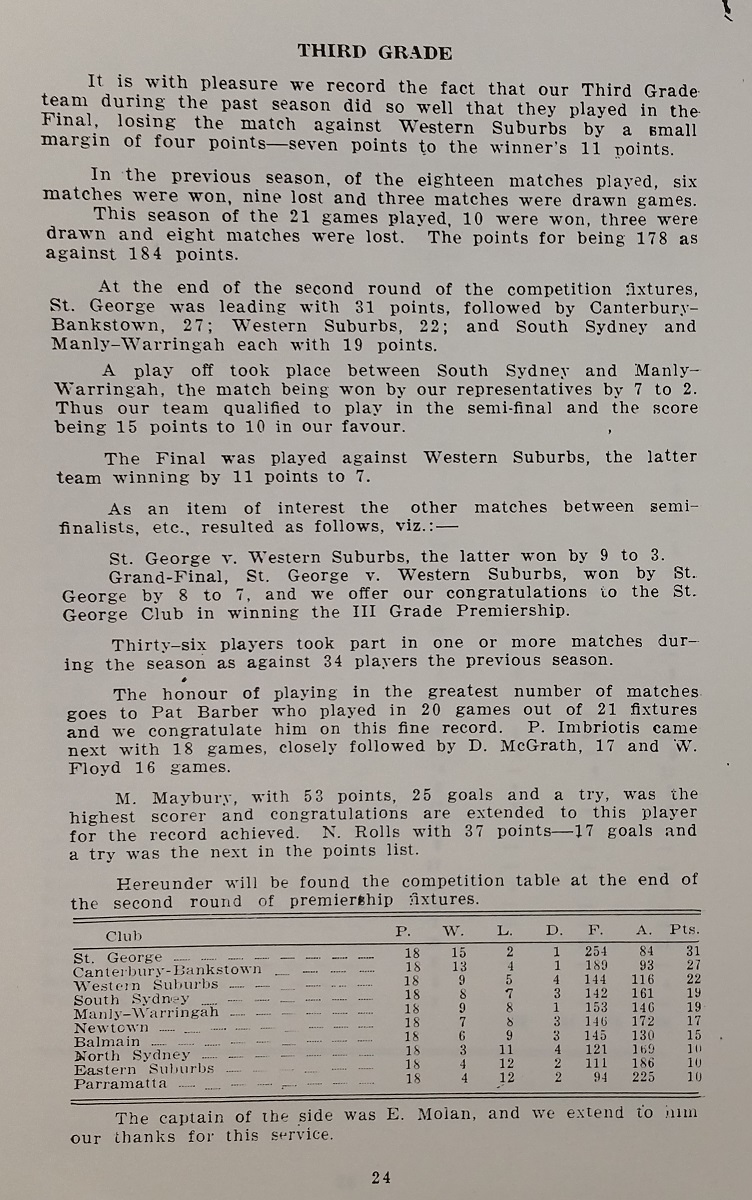 THIRD GRADE
It is with pleasure we record the fact that our Third Grade
team during the past season did so well that they played in the
Final, losing the match against Western Suburbs by a small
margin of four points—seven points to the winner's 11 points.
In the previous season, of the eighteen matches played, six
matches were won, nine lost and three matches were drawn games.
This season of the 21 games played, 10 were won, three were
drawn and eight matches were lost. The points for being 178 as
against 184 points.
At the end of the second round of the competition fixtures,
St. George was leading with 31 points, followed by Canterbury-
Bankstown, 27; Western Suburbs, 22; and South Sydney and
Manly-Warringah each with 19 points.
A play off took place between South Sydney and Manly-
Warringah, the match being won by our representatives by 7 to 2.
Thus our team qualified to play in the semi-final and the score
being 15 points to 10 in our favour.
The Final was played against Western Suburbs, the latter
team winning by 11 points to 7.
As an item of interest the other matches between semi-
finalists, etc., resulted as follows, viz.:—
St. George v. Western Suburbs, the latter won by 9 to 3.
Grand-Final, St. George v. Western Suburbs, won by St.
George by 8 to 7, and we offer our congratulations to the St.
George Club in winning the III Grade Premiership.
Thirty-six players took part in one or more matches dur-
ing the season as against 34 players the previous season.
The honour of playing in the greatest number of matches
goes to Pat Barber who played in 20 games out of 21 fixtures
and we congratulate him on this fine record. P. Imbriotis came
next with 18 games, closely followed by D. McGrath, 17 and W.
Floyd 16 games.
M. Maybury, with 53 points, 25 goals and a try, was the
highest scorer and congratulations are extended to this player
for the record achieved. N. Rolls with 37 points—17 goals and
a try was the next in the points list.
Hereunder will be found the competition table at the end of
the second round of premiership fixtures.
Club P. W. L. D. F. A. Pts.
St. George 18 15 2 1 254 84 31
Canterbury-Bankstown 18 13 4 1 189 93 27
Western Suburbs 18 9 5 4 144 116 22
South Sydney 18 8 7 3 142 161 19
Manly-Warringah 18 9 8 1 153 146 19
Newtown 18 7 8 3 146 172 17
Balmain 18 6 9 3 145 130 15
North Sydney 18 3 11 4 121 169 10
Eastern Suburbs 18 4 12 2 111 186 10
Parramatta 18 4 12 2 94 225 10
The captain of the side was E. Molan, and we extend to him
our thanks for this service.
24